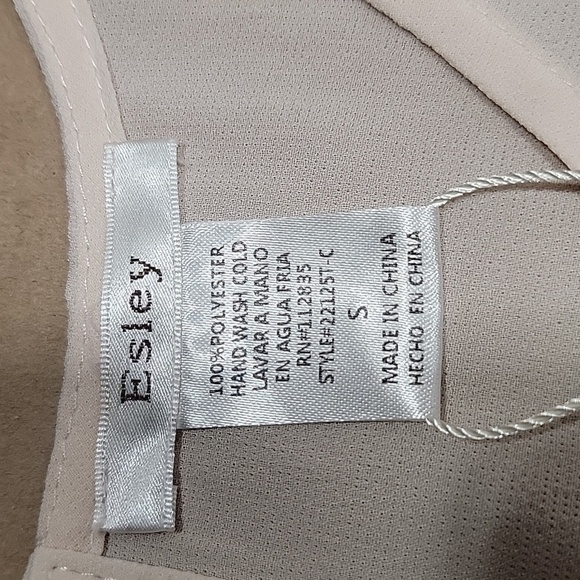 Esley
100%POLYESTER
HAND WASH COLD
LAVAR A MANO
EN AGUA FRIA
RN#112835
STYLE#22125T-C
S
MADE IN CHINA
HECHO EN CHINA